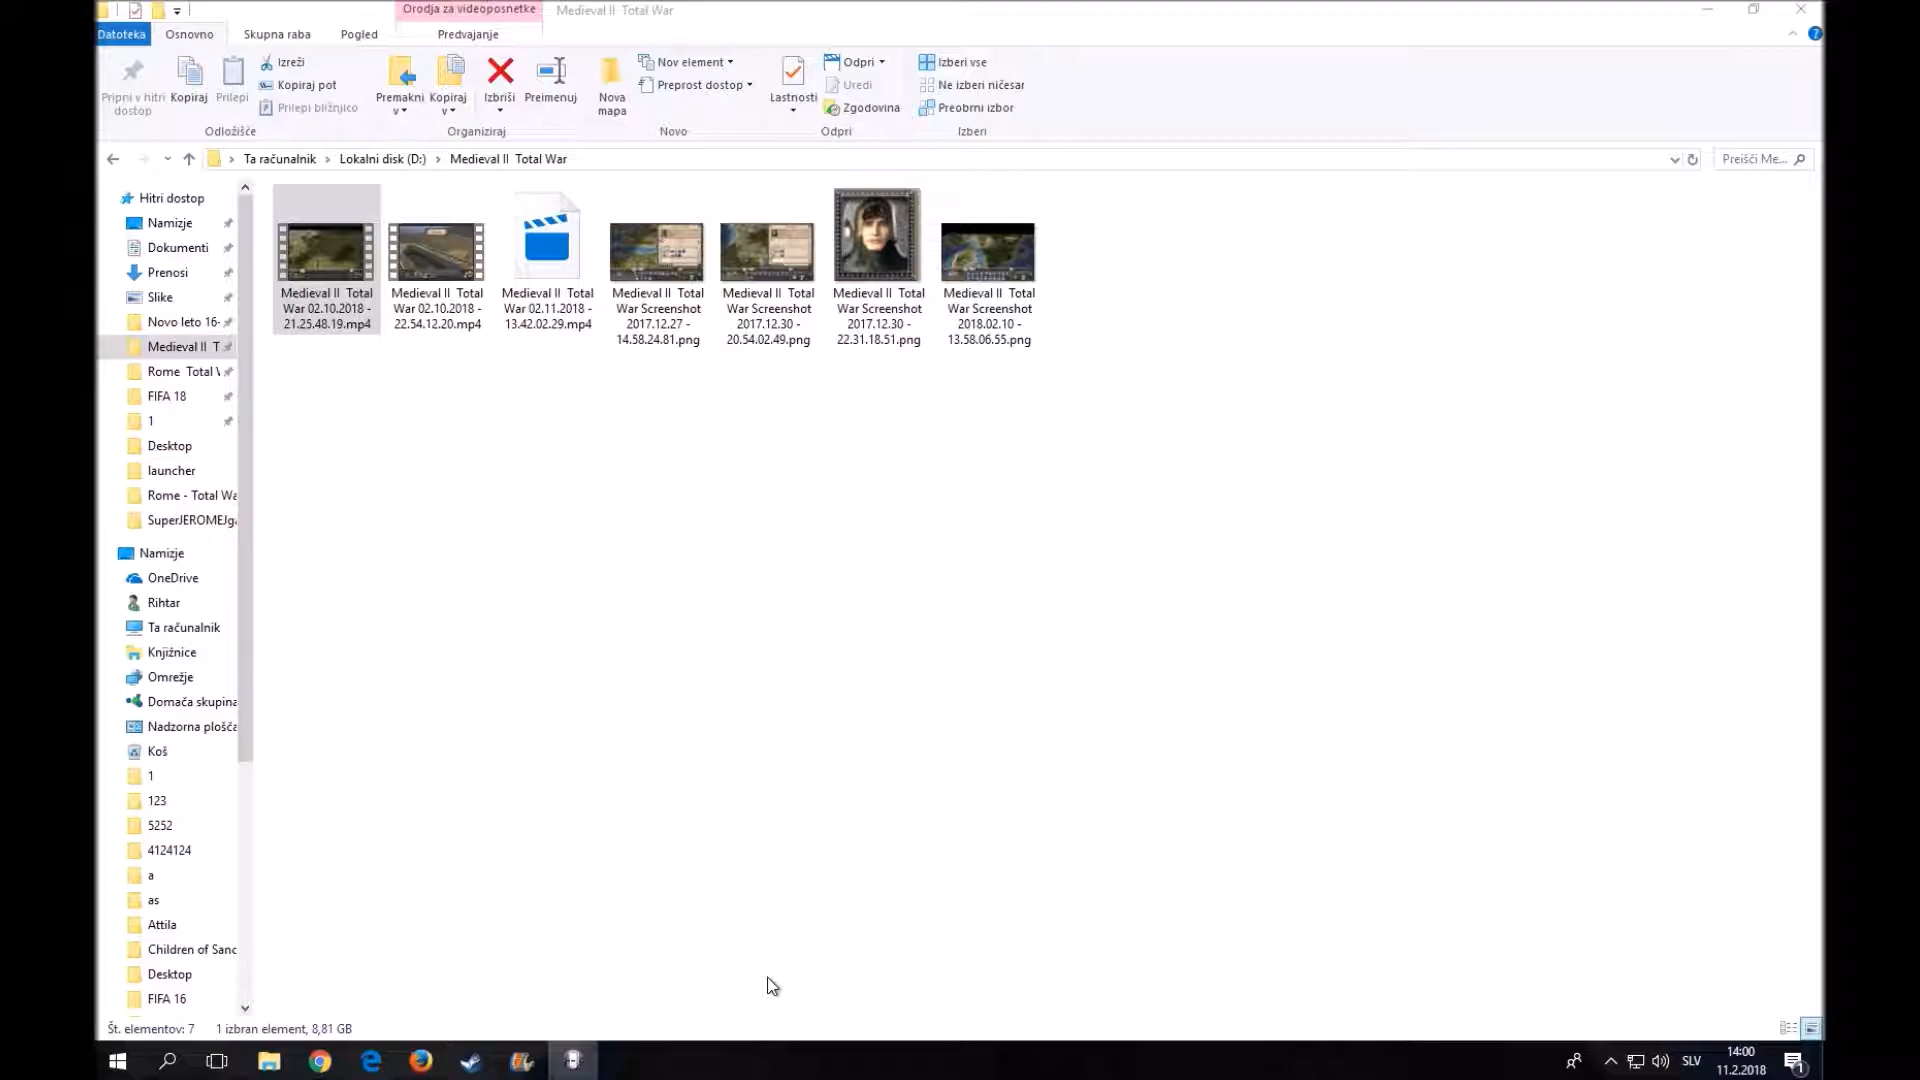 Orodja za videoposnetke
Medieval II Total War
Datoteka
Osnovno
Skupna raba
Pogled
Predvajanje
Pripni v hitri
dostop
Kopiraj
Prilepi
Izreži
Kopiraj pot
Prilepi bližnjico
Odložišče
Premakni
v
Kopiraj
v
Izbriši
Preimenuj
Organiziraj
Nova
mapa
Nov element
Preprost dostop
Novo
Lastnosti
Odpri
Uredi
Zgodovina
Odpri
Izberi vse
Ne izberi ničesar
Preobrni izbor
Izberi
Ta računalnik
Lokalni disk (D:)
Medieval II Total War
Preišči Me...
Hitri dostop
Namizje
Dokumenti
Prenosi
Slike
Novo leto 16-
Medieval II T
Rome Total \
FIFA 18
1
Desktop
launcher
Rome - Total Wa
SuperJEROMEJga
Namizje
OneDrive
Rihtar
Ta računalnik
Knjižnice
Omrežje
Domača skupina
Nadzorna plošča
Koš
1
123
5252
4124124
a
as
Attila
Children of Sanc
Desktop
FIFA 16
Medieval II Total
War 02.10.2018 -
21.25.48.19.mp4
Medieval II Total
War 02.10.2018 -
22.54.12.20.mp4
Medieval II Total
War 02.11.2018 -
13.42.02.29.mp4
Medieval II Total
War Screenshot
2017.12.27 -
14.58.24.81.png
Medieval II Total
War Screenshot
2017.12.30 -
20.54.02.49.png
Medieval II Total
War Screenshot
2017.12.30 -
22.31.18.51.png
Medieval II Total
War Screenshot
2018.02.10 -
13.58.06.55.png
Št. elementov: 7
1 izbran element, 8,81 GB
SLV
14:00
11.2.2018
1